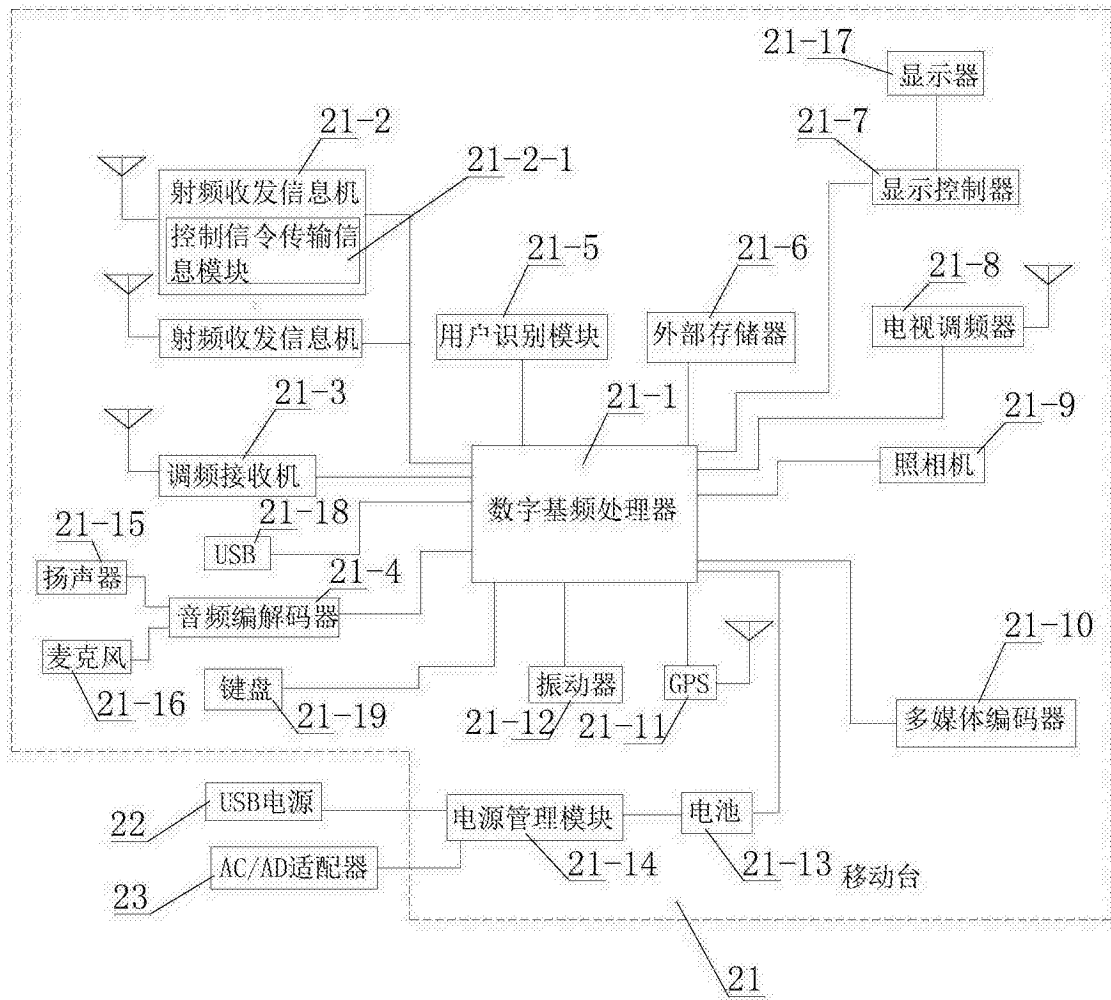 21-17
显示器
21-2
21-7
21-2-1
射频收发信息机
显示控制器
控制信令传输信
息模块
21-5
21-6
21-8
射频收发信息机
用户识别模块
外部存储器
电视调频器
21-3
21-1
21-9
调频接收机
照相机
数字基频处理器
21-18
21-15
USB
扬声器
21-4
音频编解码器
21-10
麦克风
键盘
振动器
GPS
21-16
21-19
21-12
21-11
多媒体编码器
USB电源
22
电源管理模块
电池
AC/AD适配器
21-14
21-13
移动台
23
21